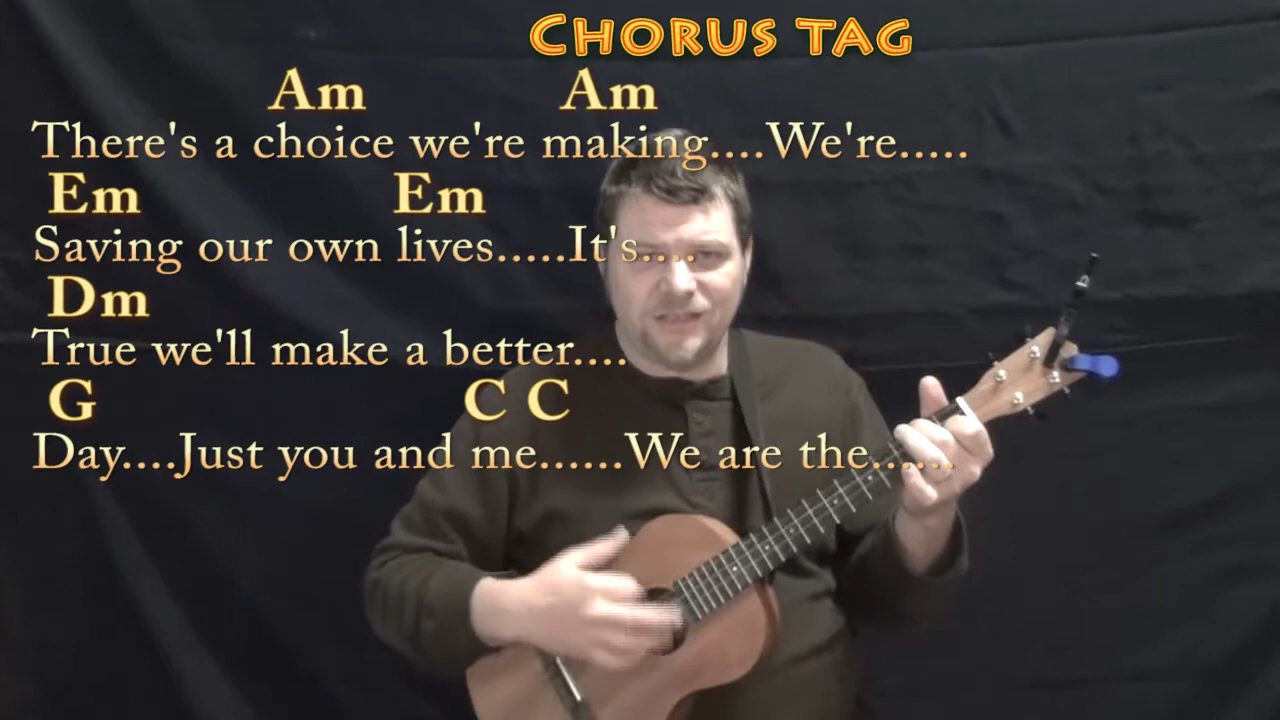 CHORUS TAG
Am Am
There's a choice we're making....We're.....
Em Em
Saving our own lives.....It's....
Dm
True we'll make a better....
G C C
Day....Just you and me......We are the......